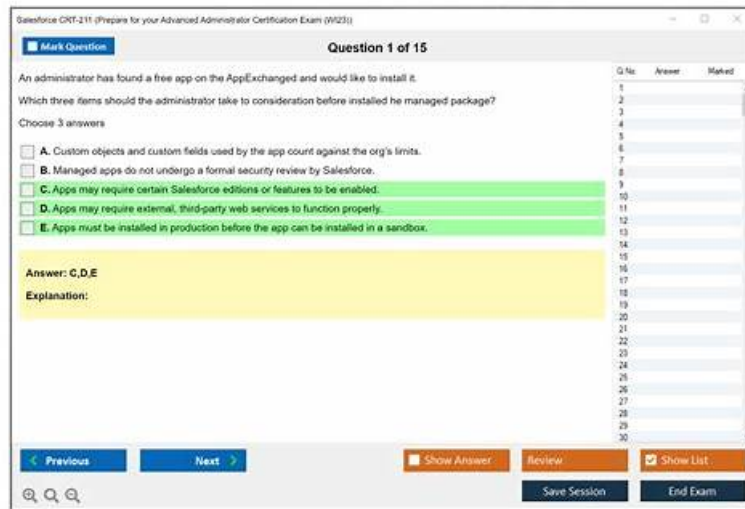 Salesforce CRT-211 (Prepare for your Advanced Administrator Certification Exam (WI23))
Mark Question
Question 1 of 15
An administrator has found a free app on the AppExchanged and would like to install it.
Which three items should the administrator take to consideration before installed he managed package?
Choose 3 answers
A. Custom objects and custom fields used by the app count against the org's limits.
B. Managed apps do not undergo a formal security review by Salesforce.
C. Apps may require certain Salesforce editions or features to be enabled.
D. Apps may require external, third-party web services to function properly.
E. Apps must be installed in production before the app can be installed in a sandbox.
Answer: C,D,E
Explanation:
Q No Answer Marked
1
2
3
4
5
6
7
8
9
10
11
12
13
14
15
16
17
18
19
20
21
22
23
24
25
26
27
28
29
30
Previous
Next
Show Answer
Review
Show List
Save Session
End Exam